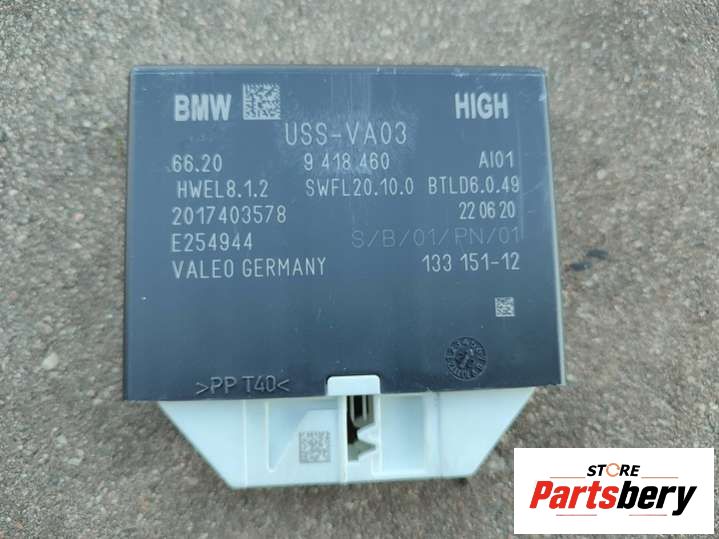 BMW HIGH
USS-VA03
66.20 9 418 460 AI01
HWEL8.1.2 SWFL20.10.0 BTLD6.0.49
2017403578 22 06 20
E254944 S/B/01/PN/01
VALEO GERMANY 133 151-12
>PP T40<
STORE
Partsbery